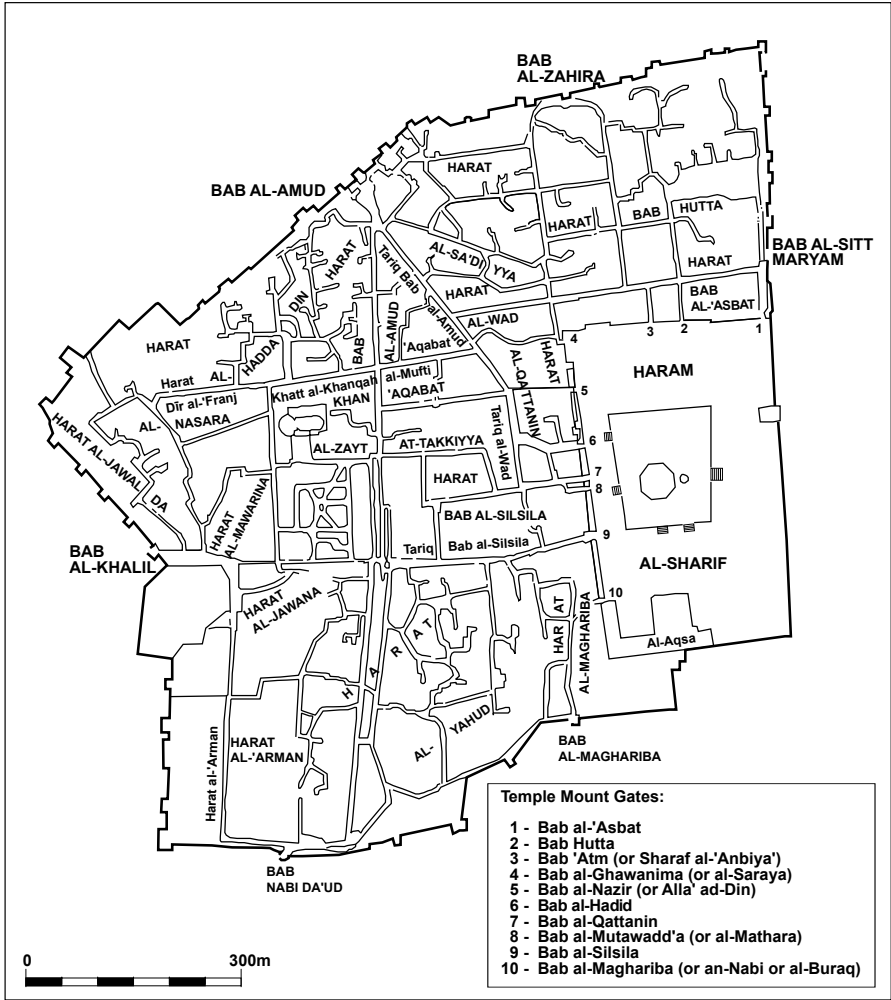 BAB
AL-ZAHIRA
BAB AL-AMUD
HARAT
HARAT
BAB
HUTTA
BAB AL-SITT
MARYAM
AL-SA'DI
YYA
HARAT
HARAT
BAB
AL-'ASBAT
HARAT
DIN
Tariq Bab
al-Amud
AL-WAD
4
3
2
1
HARAT
HADDA
BAB
AL-AMUD
'Aqabat
al-Mufti
HARAT
AL-QATTANIN
HARAM
Harat
AL-
Khatt al-Khanqah
KHAN
'AQABAT
5
Dīr al-'Franj
NASARA
AL-
HARAT AL-JAWAL
DA
AL-ZAYT
AT-TAKKIYYA
Tariq al-Wad
6
7
8
HARAT
HARAT
AL-MAWARINA
BAB AL-SILSILA
9
Tariq
Bab al-Silsila
BAB
AL-KHALIL
AL-SHARIF
HARAT
AL-JAWANA
10
HAR
AT
AL-MAGHARIBA
Al-Aqsa
H
A
R
A
T
AL-
YAHUD
Harat al-'Arman
HARAT
AL-'ARMAN
BAB
AL-MAGHARIBA
BAB
NABI DA'UD
Temple Mount Gates:
1 - Bab al-'Asbat
2 - Bab Hutta
3 - Bab 'Atm (or Sharaf al-'Anbiya')
4 - Bab al-Ghawanima (or al-Saraya)
5 - Bab al-Nazir (or Alla' ad-Din)
6 - Bab al-Hadid
7 - Bab al-Qattanin
8 - Bab al-Mutawadd'a (or al-Mathara)
9 - Bab al-Silsila
10 - Bab al-Maghariba (or an-Nabi or al-Buraq)
0
300m